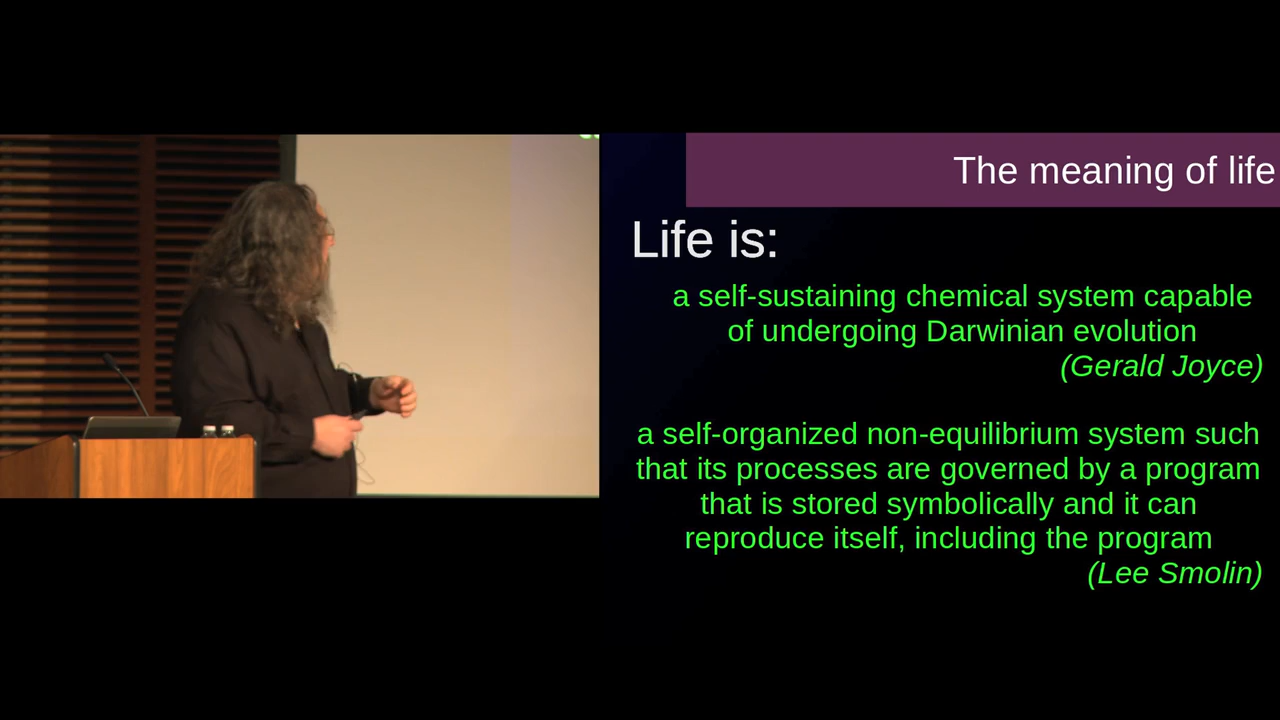 The meaning of life
Life is:
a self-sustaining chemical system capable
of undergoing Darwinian evolution
(Gerald Joyce)
a self-organized non-equilibrium system such
that its processes are governed by a program
that is stored symbolically and it can
reproduce itself, including the program
(Lee Smolin)